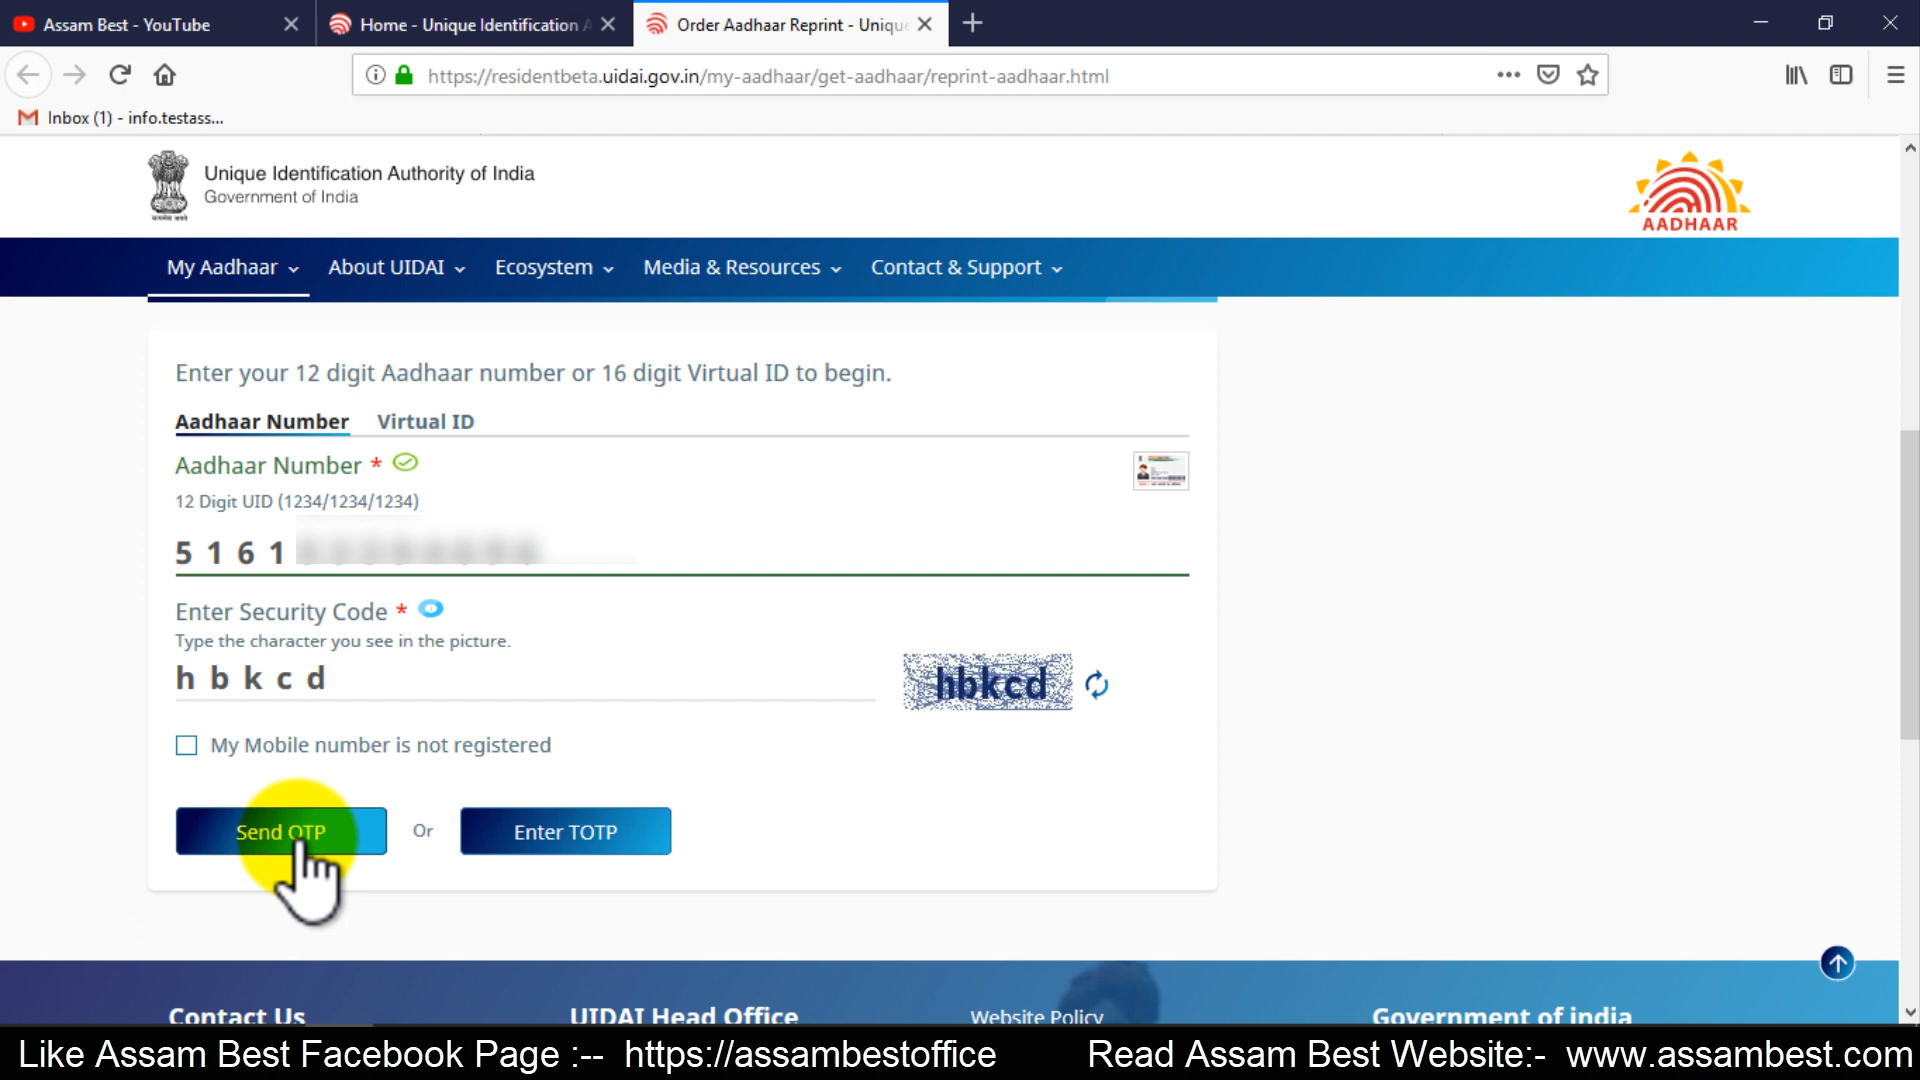 Assam Best - YouTube
Home - Unique Identification A
Order Aadhaar Reprint - Unique
https://residentbeta.uidai.gov.in/my-aadhaar/get-aadhaar/reprint-aadhaar.html
Inbox (1) - info.testass...
Unique Identification Authority of India
Government of India
AADHAAR
My Aadhaar
About UIDAI
Ecosystem
Media & Resources
Contact & Support
Enter your 12 digit Aadhaar number or 16 digit Virtual ID to begin.
Aadhaar Number
Virtual ID
Aadhaar Number *
12 Digit UID (1234/1234/1234)
5161
Enter Security Code *
Type the character you see in the picture.
hbkcd
hbkcd
My Mobile number is not registered
Send OTP
Or
Enter TOTP
Contact Us
UIDAI Head Office
Website Policy
Government of india
Like Assam Best Facebook Page :-- https://assambestoffice
Read Assam Best Website:- www.assambest.com